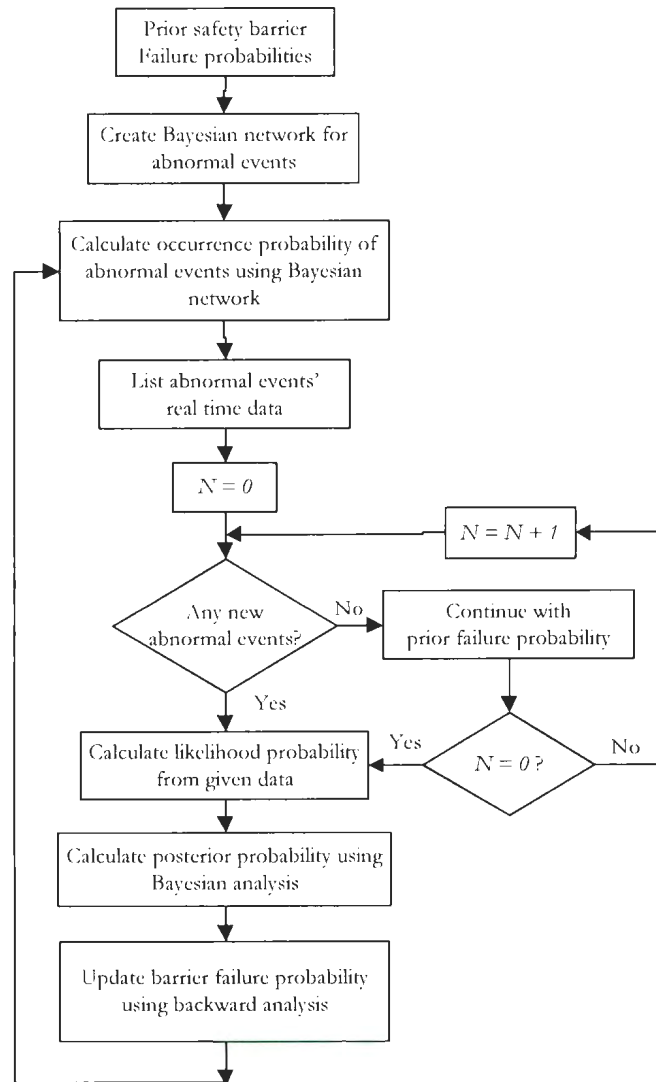 Prior safety barrier
Failure probabilities
Create Bayesian network for
abnormal events
Calculate occurrence probability of
abnormal events using Bayesian
network
List abnormal events'
real time data
N = 0
N = N + 1
Any new
abnormal events?
No
Continue with
prior failure probability
Yes
Calculate likelihood probability
from given data
Yes
N = 0 ?
No
Calculate posterior probability using
Bayesian analysis
Update barrier failure probability
using backward analysis